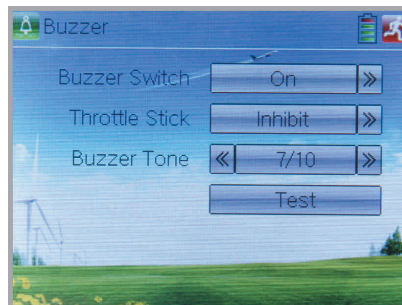 Buzzer
Buzzer Switch On
Throttle Stick Inhibit
Buzzer Tone 7/10
Test